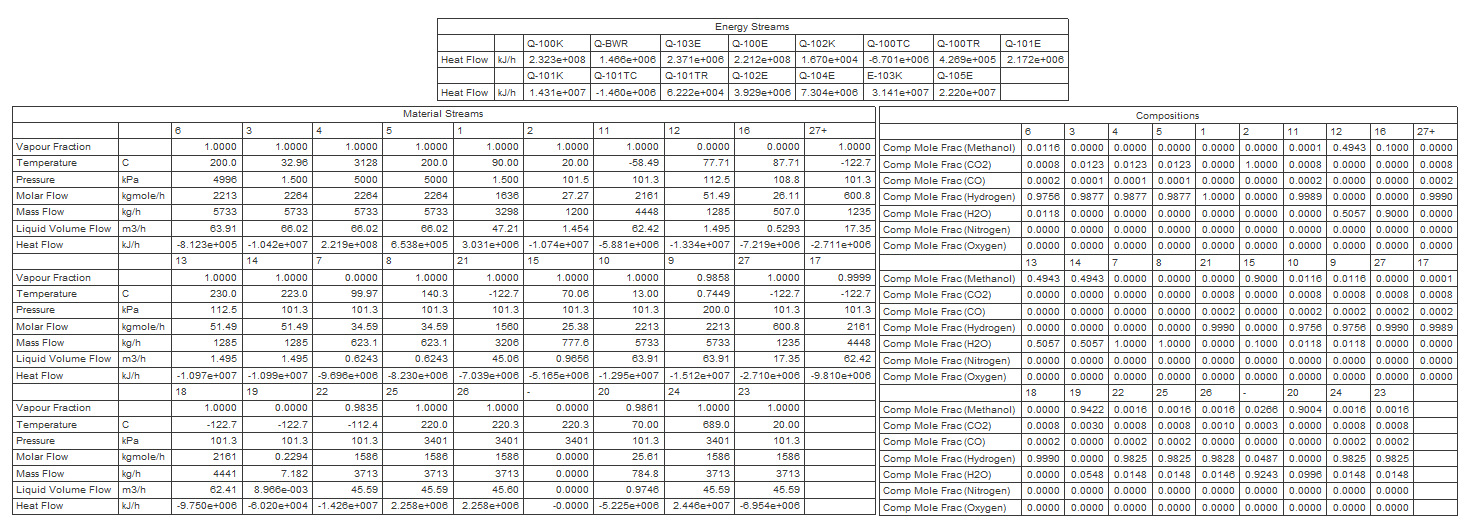 Energy Streams
Q-100K Q-BWR Q-103E Q-100E Q-102K Q-100TC Q-100TR Q-101E
Heat Flow kJ/h 2.323e+008 1.466e+006 2.371e+006 2.212e+008 1.670e+004 -6.701e+006 4.269e+005 2.172e+006
Q-101K Q-101TC Q-101TR Q-102E Q-104E E-103K Q-105E
Heat Flow kJ/h 1.431e+007 -1.460e+006 6.222e+004 3.929e+006 7.304e+006 3.141e+007 2.220e+007
Material Streams
6 3 4 5 1 2 11 12 16 27+
Vapour Fraction 1.0000 1.0000 1.0000 1.0000 1.0000 1.0000 1.0000 0.0000 0.0000 1.0000
Temperature C 200.0 32.96 3128 200.0 90.00 20.00 -58.49 77.71 87.71 -122.7
Pressure kPa 4996 1.500 5000 5000 1.500 101.5 101.3 112.5 108.8 101.3
Molar Flow kgmole/h 2213 2264 2264 2264 1636 27.27 2161 51.49 26.11 600.8
Mass Flow kg/h 5733 5733 5733 5733 3298 1200 4448 1285 507.0 1235
Liquid Volume Flow m3/h 63.91 66.02 66.02 66.02 47.21 1.454 62.42 1.495 0.5293 17.35
Heat Flow kJ/h -8.123e+005 -1.042e+007 2.219e+008 6.538e+005 3.031e+006 -1.074e+007 -5.881e+006 -1.334e+007 -7.219e+006 -2.711e+006
13 14 7 8 21 15 10 9 27 17
Vapour Fraction 1.0000 1.0000 0.0000 1.0000 1.0000 1.0000 1.0000 0.9858 1.0000 0.9999
Temperature C 230.0 223.0 99.97 140.3 -122.7 70.06 13.00 0.7449 -122.7 -122.7
Pressure kPa 112.5 101.3 101.3 101.3 101.3 101.3 101.3 200.0 101.3 101.3
Molar Flow kgmole/h 51.49 51.49 34.59 34.59 1560 25.38 2213 2213 600.8 2161
Mass Flow kg/h 1285 1285 623.1 623.1 3206 777.6 5733 5733 1235 4448
Liquid Volume Flow m3/h 1.495 1.495 0.6243 0.6243 45.06 0.9656 63.91 63.91 17.35 62.42
Heat Flow kJ/h -1.097e+007 -1.099e+007 -9.696e+006 -8.230e+006 -7.039e+006 -5.165e+006 -1.295e+007 -1.512e+007 -2.710e+006 -9.810e+006
18 19 22 25 26 - 20 24 23
Vapour Fraction 1.0000 0.0000 0.9835 1.0000 1.0000 0.0000 0.9861 1.0000 1.0000
Temperature C -122.7 -122.7 -112.4 220.0 220.3 220.3 70.00 689.0 20.00
Pressure kPa 101.3 101.3 101.3 3401 3401 3401 101.3 3401 101.3
Molar Flow kgmole/h 2161 0.2294 1586 1586 1586 0.0000 25.61 1586 1586
Mass Flow kg/h 4441 7.182 3713 3713 3713 0.0000 784.8 3713 3713
Liquid Volume Flow m3/h 62.41 8.966e-003 45.59 45.59 45.60 0.0000 0.9746 45.59 45.59
Heat Flow kJ/h -9.750e+006 -6.020e+004 -1.426e+007 2.258e+006 2.258e+006 -0.0000 -5.225e+006 2.446e+007 -6.954e+006
Compositions
6 3 4 5 1 2 11 12 16 27+
Comp Mole Frac (Methanol) 0.0116 0.0000 0.0000 0.0000 0.0000 0.0000 0.0001 0.4943 0.1000 0.0000
Comp Mole Frac (CO2) 0.0008 0.0123 0.0123 0.0123 0.0000 1.0000 0.0008 0.0000 0.0000 0.0008
Comp Mole Frac (CO) 0.0002 0.0001 0.0001 0.0001 0.0000 0.0000 0.0002 0.0000 0.0000 0.0002
Comp Mole Frac (Hydrogen) 0.9756 0.9877 0.9877 0.9877 1.0000 0.0000 0.9989 0.0000 0.0000 0.9990
Comp Mole Frac (H2O) 0.0118 0.0000 0.0000 0.0000 0.0000 0.0000 0.0000 0.5057 0.9000 0.0000
Comp Mole Frac (Nitrogen) 0.0000 0.0000 0.0000 0.0000 0.0000 0.0000 0.0000 0.0000 0.0000 0.0000
Comp Mole Frac (Oxygen) 0.0000 0.0000 0.0000 0.0000 0.0000 0.0000 0.0000 0.0000 0.0000 0.0000
13 14 7 8 21 15 10 9 27 17
Comp Mole Frac (Methanol) 0.4943 0.4943 0.0000 0.0000 0.0000 0.9000 0.0116 0.0116 0.0000 0.0001
Comp Mole Frac (CO2) 0.0000 0.0000 0.0000 0.0000 0.0008 0.0000 0.0008 0.0008 0.0008 0.0008
Comp Mole Frac (CO) 0.0000 0.0000 0.0000 0.0000 0.0002 0.0000 0.0002 0.0002 0.0002 0.0002
Comp Mole Frac (Hydrogen) 0.0000 0.0000 0.0000 0.0000 0.9990 0.0000 0.9756 0.9756 0.9990 0.9989
Comp Mole Frac (H2O) 0.5057 0.5057 1.0000 1.0000 0.0000 0.1000 0.0118 0.0118 0.0000 0.0000
Comp Mole Frac (Nitrogen) 0.0000 0.0000 0.0000 0.0000 0.0000 0.0000 0.0000 0.0000 0.0000 0.0000
Comp Mole Frac (Oxygen) 0.0000 0.0000 0.0000 0.0000 0.0000 0.0000 0.0000 0.0000 0.0000 0.0000
18 19 22 25 26 - 20 24 23
Comp Mole Frac (Methanol) 0.0000 0.9422 0.0016 0.0016 0.0016 0.0266 0.9004 0.0016 0.0016
Comp Mole Frac (CO2) 0.0008 0.0030 0.0008 0.0008 0.0010 0.0003 0.0000 0.0008 0.0008
Comp Mole Frac (CO) 0.0002 0.0000 0.0002 0.0002 0.0000 0.0000 0.0000 0.0002 0.0002
Comp Mole Frac (Hydrogen) 0.9990 0.0000 0.9825 0.9825 0.9828 0.0487 0.0000 0.9825 0.9825
Comp Mole Frac (H2O) 0.0000 0.0548 0.0148 0.0148 0.0146 0.9243 0.0996 0.0148 0.0148
Comp Mole Frac (Nitrogen) 0.0000 0.0000 0.0000 0.0000 0.0000 0.0000 0.0000 0.0000 0.0000
Comp Mole Frac (Oxygen) 0.0000 0.0000 0.0000 0.0000 0.0000 0.0000 0.0000 0.0000 0.0000